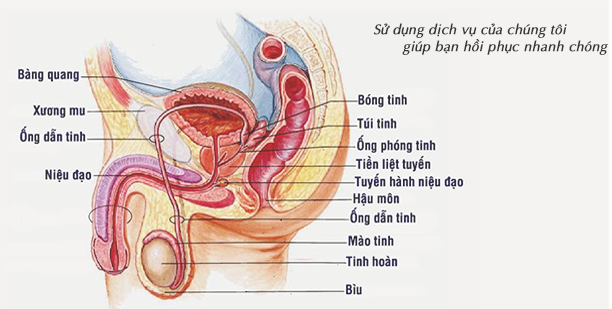 Sử dụng dịch vụ của chúng tôi
giúp bạn hồi phục nhanh chóng
Bàng quang
Xương mu
Ống dẫn tinh
Niệu đạo
Bóng tinh
Túi tinh
Ống phóng tinh
Tiền liệt tuyến
Tuyến hành niệu đạo
Hậu môn
Ống dẫn tinh
Mào tinh
Tinh hoàn
Bìu